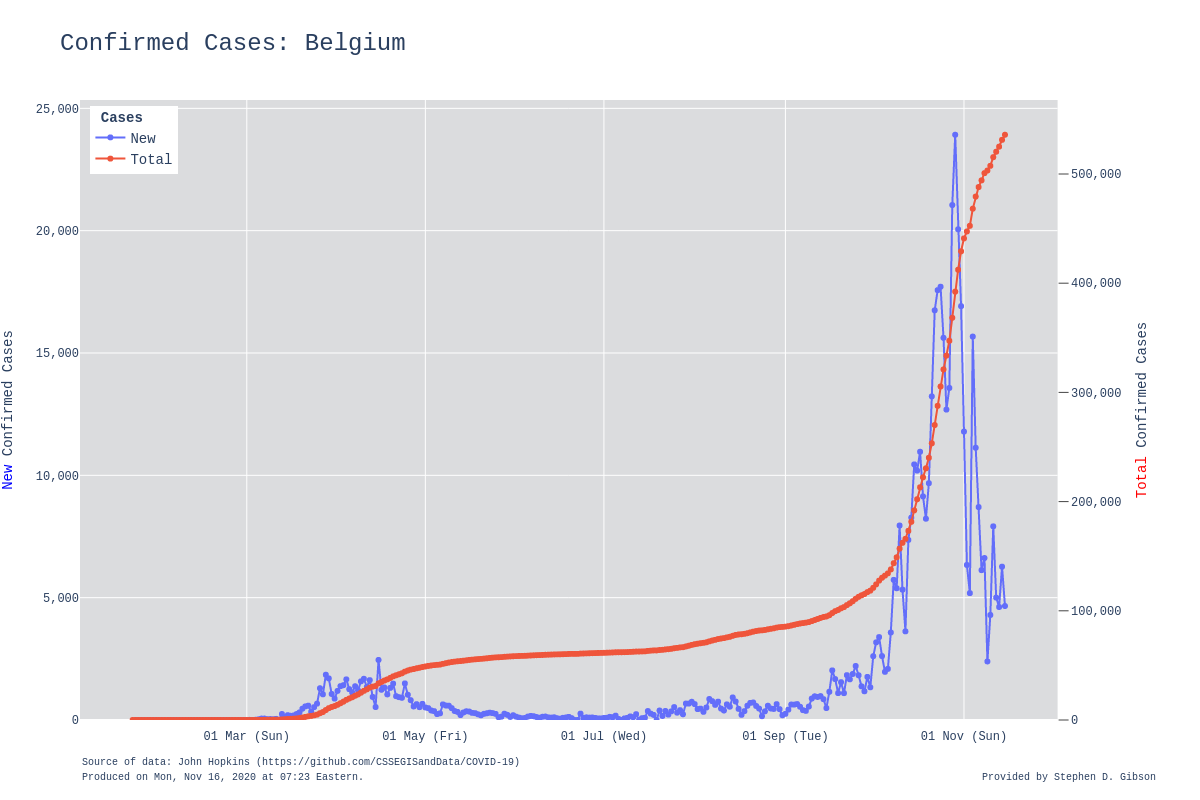 Confirmed Cases: Belgium
Cases
New
Total
25,000
20,000
15,000
10,000
5,000
0
New Confirmed Cases
500,000
400,000
300,000
200,000
100,000
0
Total Confirmed Cases
01 Mar (Sun)
01 May (Fri)
01 Jul (Wed)
01 Sep (Tue)
01 Nov (Sun)
Source of data: John Hopkins (https://github.com/CSSEGISandData/COVID-19)
Produced on Mon, Nov 16, 2020 at 07:23 Eastern.
Provided by Stephen D. Gibson